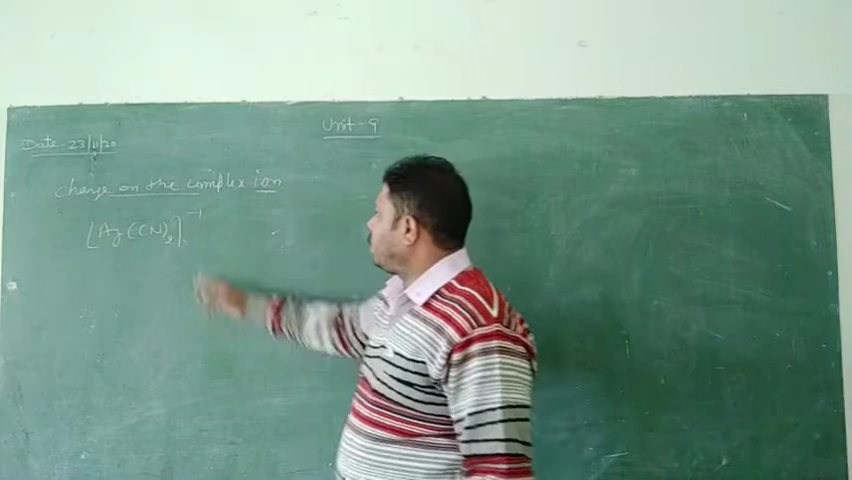 Unit-9
Date-23/11/20
Charge on the complex ion
[Ag(CN)₂]⁻¹